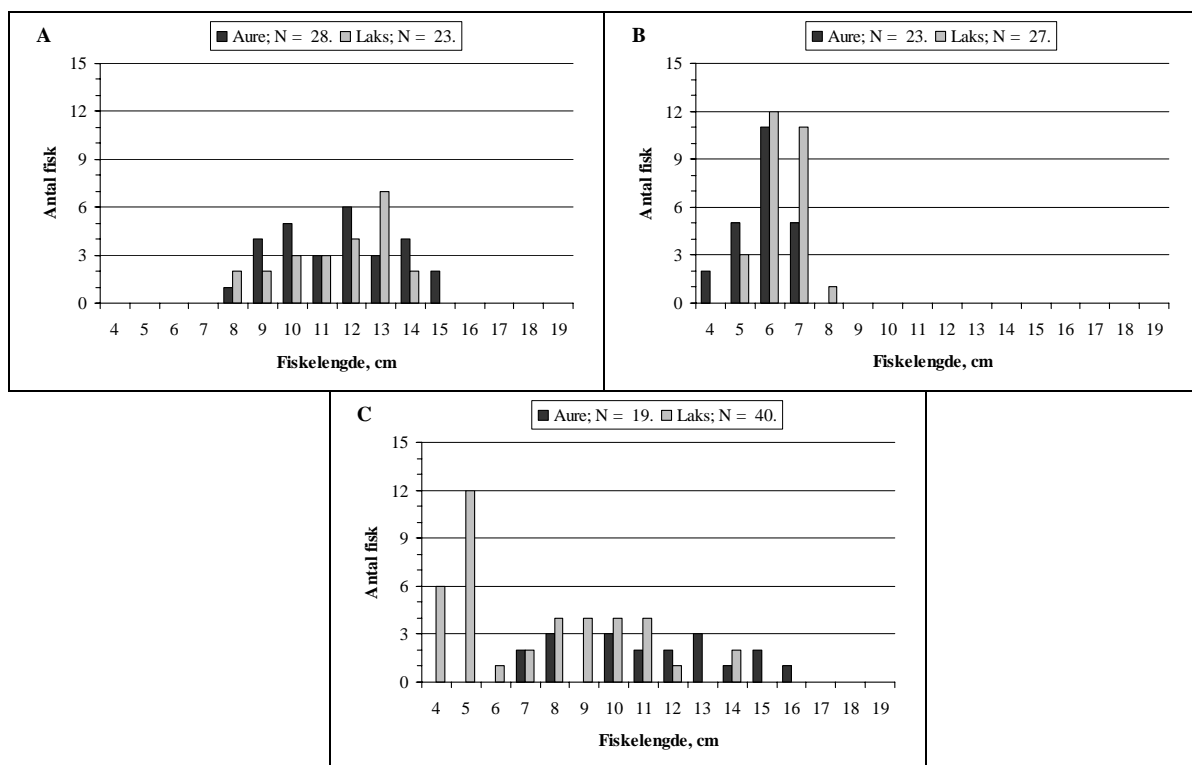 A
Aure; N = 28. Laks; N = 23.
15
12
9
6
3
0
Antal fisk
4 5 6 7 8 9 10 11 12 13 14 15 16 17 18 19
Fiskelengde, cm
B
Aure; N = 23. Laks; N = 27.
15
12
9
6
3
0
Antal fisk
4 5 6 7 8 9 10 11 12 13 14 15 16 17 18 19
Fiskelengde, cm
C
Aure; N = 19. Laks; N = 40.
15
12
9
6
3
0
Antal fisk
4 5 6 7 8 9 10 11 12 13 14 15 16 17 18 19
Fiskelengde, cm